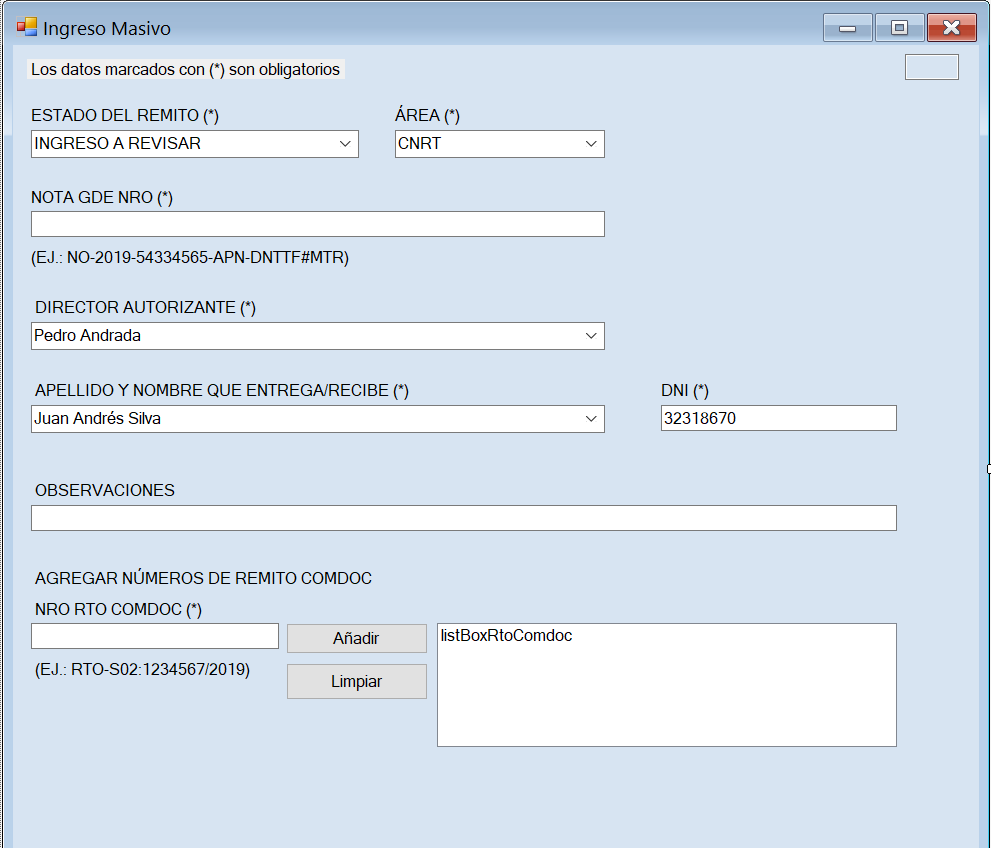 Ingreso Masivo
Los datos marcados con (*) son obligatorios
ESTADO DEL REMITO (*)
ÁREA (*)
INGRESO A REVISAR
CNRT
NOTA GDE NRO (*)
(EJ.: NO-2019-54334565-APN-DNTTF#MTR)
DIRECTOR AUTORIZANTE (*)
Pedro Andrada
APELLIDO Y NOMBRE QUE ENTREGA/RECIBE (*)
DNI (*)
Juan Andrés Silva
32318670
OBSERVACIONES
AGREGAR NÚMEROS DE REMITO COMDOC
NRO RTO COMDOC (*)
Añadir
listBoxRtoComdoc
(EJ.: RTO-S02:1234567/2019)
Limpiar